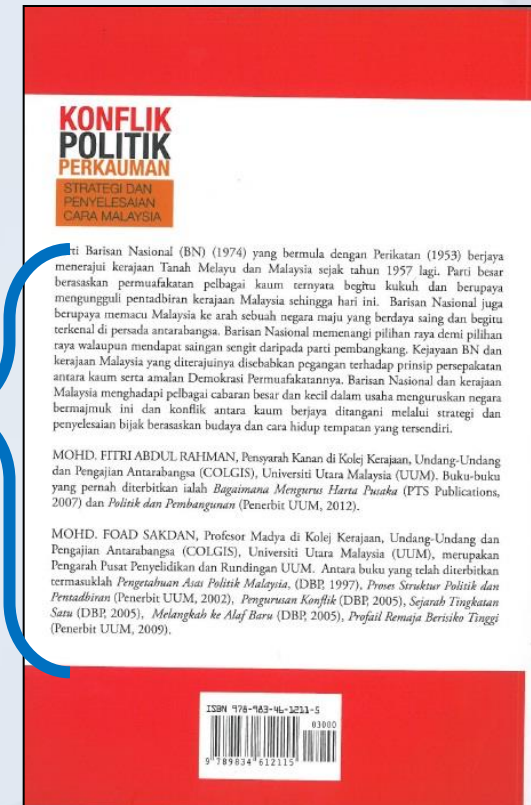 KONFLIK
POLITIK
PERKAUMAN
STRATEGI DAN
PENYELESAIAN
CARA MALAYSIA
Barisan Nasional (BN) (1974) yang bermula dengan Perikatan (1953) berjaya
menerajui kerajaan Tanah Melayu dan Malaysia sejak tahun 1957 lagi. Parti besar
berasaskan permuafakatan pelbagai kaum ternyata begitu kukuh dan berupaya
mengungguli pentadbiran kerajaan Malaysia sehingga hari ini. Barisan Nasional juga
berupaya memacu Malaysia ke arah sebuah negara maju yang berdaya saing dan begitu
terkenal di persada antarabangsa. Barisan Nasional memenangi pilihan raya demi pilihan
raya walaupun mendapat saingan sengit daripada parti pembangkang. Kejayaan BN dan
kerajaan Malaysia yang diterajuinya disebabkan pegangan terhadap prinsip persepakatan
antara kaum serta amalan Demokrasi Permuafakatannya. Barisan Nasional dan kerajaan
Malaysia menghadapi pelbagai cabaran besar dan kecil dalam usaha menguruskan negara
bermajmuk ini dan konflik antara kaum berjaya ditangani melalui strategi dan
penyelesaian bijak berasaskan budaya dan cara hidup tempatan yang tersendiri.
MOHD. FITRI ABDUL RAHMAN, Pensyarah Kanan di Kolej Kerajaan, Undang-Undang
dan Pengajian Antarabangsa (COLGIS), Universiti Utara Malaysia (UUM). Buku-buku
yang pernah diterbitkan ialah Bagaimana Mengurus Harta Pusaka (PTS Publications,
2007) dan Politik dan Pembangunan (Penerbit UUM, 2012).
MOHD. FOAD SAKDAN, Profesor Madya di Kolej Kerajaan, Undang-Undang dan
Pengajian Antarabangsa (COLGIS), Universiti Utara Malaysia (UUM), merupakan
Pengarah Pusat Penyelidikan dan Rundingan UUM. Antara buku yang telah diterbitkan
termasuklah Pengetahuan Asas Politik Malaysia, (DBP, 1997), Proses Struktur Politik dan
Pentadbiran (Penerbit UUM, 2002), Pengurusan Konflik (DBP, 2005), Sejarah Tingkatan
Satu (DBP, 2005), Melangkah ke Alaf Baru (DBP, 2005), Profail Remaja Berisiko Tinggi
(Penerbit UUM, 2009).
ISBN 978-983-46-1211-5
03000
9 789834 612115